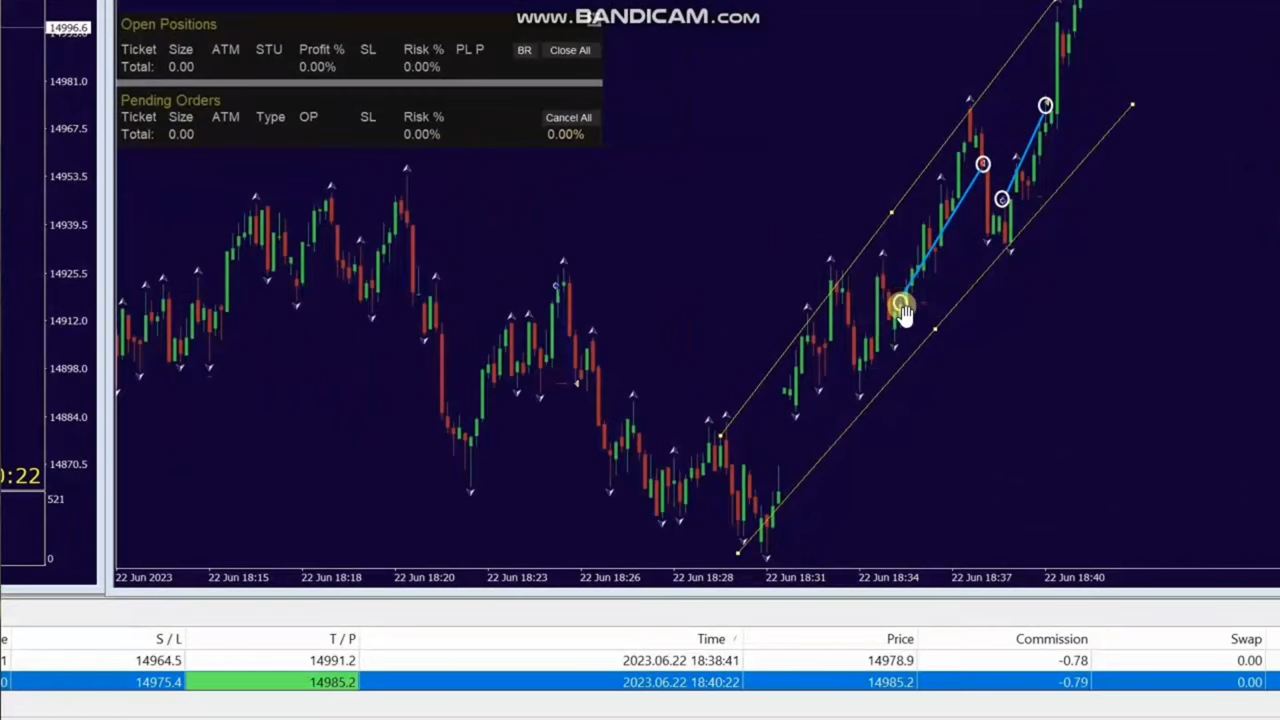 www.BANDICAM.com
14996.6
14981.0
14967.5
14953.5
14939.5
14925.5
14912.0
14898.0
14884.0
14870.5
:22
521
0
Open Positions
Ticket Size ATM STU Profit % SL Risk % PL P BR Close All
Total: 0.00 0.00% 0.00%
Pending Orders
Ticket Size ATM Type OP SL Risk % Cancel All
Total: 0.00 0.00% 0.00%
22 Jun 2023 22 Jun 18:15 22 Jun 18:18 22 Jun 18:20 22 Jun 18:23 22 Jun 18:26 22 Jun 18:28 22 Jun 18:31 22 Jun 18:34 22 Jun 18:37 22 Jun 18:40
e S / L T / P Time Price Commission Swap
1 14964.5 14991.2 2023.06.22 18:38:41 14978.9 -0.78 0.00
0 14975.4 14985.2 2023.06.22 18:40:22 14985.2 -0.79 0.00